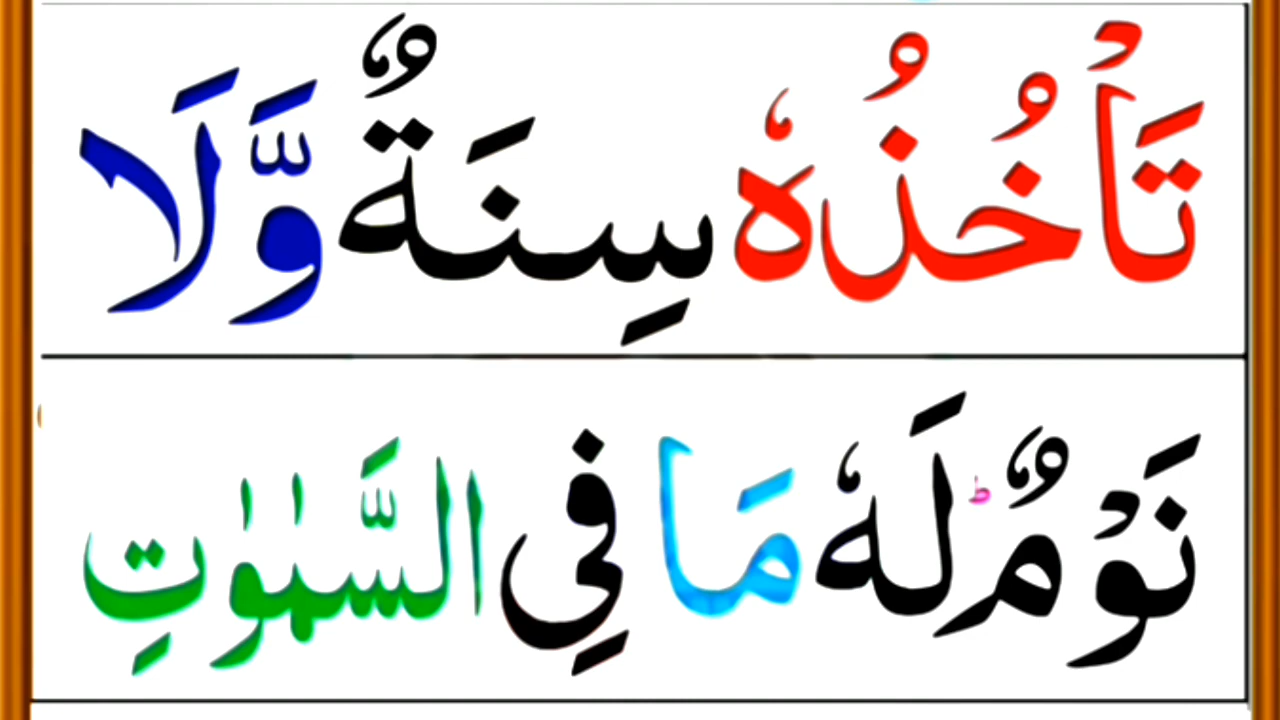 تَاْخُذُهٗ سِنَةٌ وَّلَا
نَوْمٌ ؕ لَهٗ مَا فِی السَّمٰوٰتِ